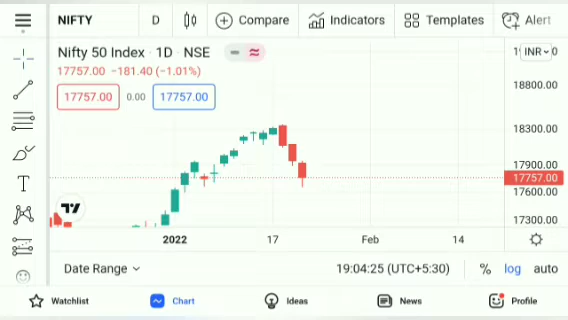 NIFTY D Compare Indicators Templates Alert
Nifty 50 Index · 1D · NSE
INR
17757.00 −181.40 (−1.01%)
17757.00 0.00 17757.00
18800.00
18300.00
17900.00
17757.00
17600.00
17300.00
2022 17 Feb 14
Date Range 19:04:25 (UTC+5:30) % log auto
Watchlist Chart Ideas News Profile